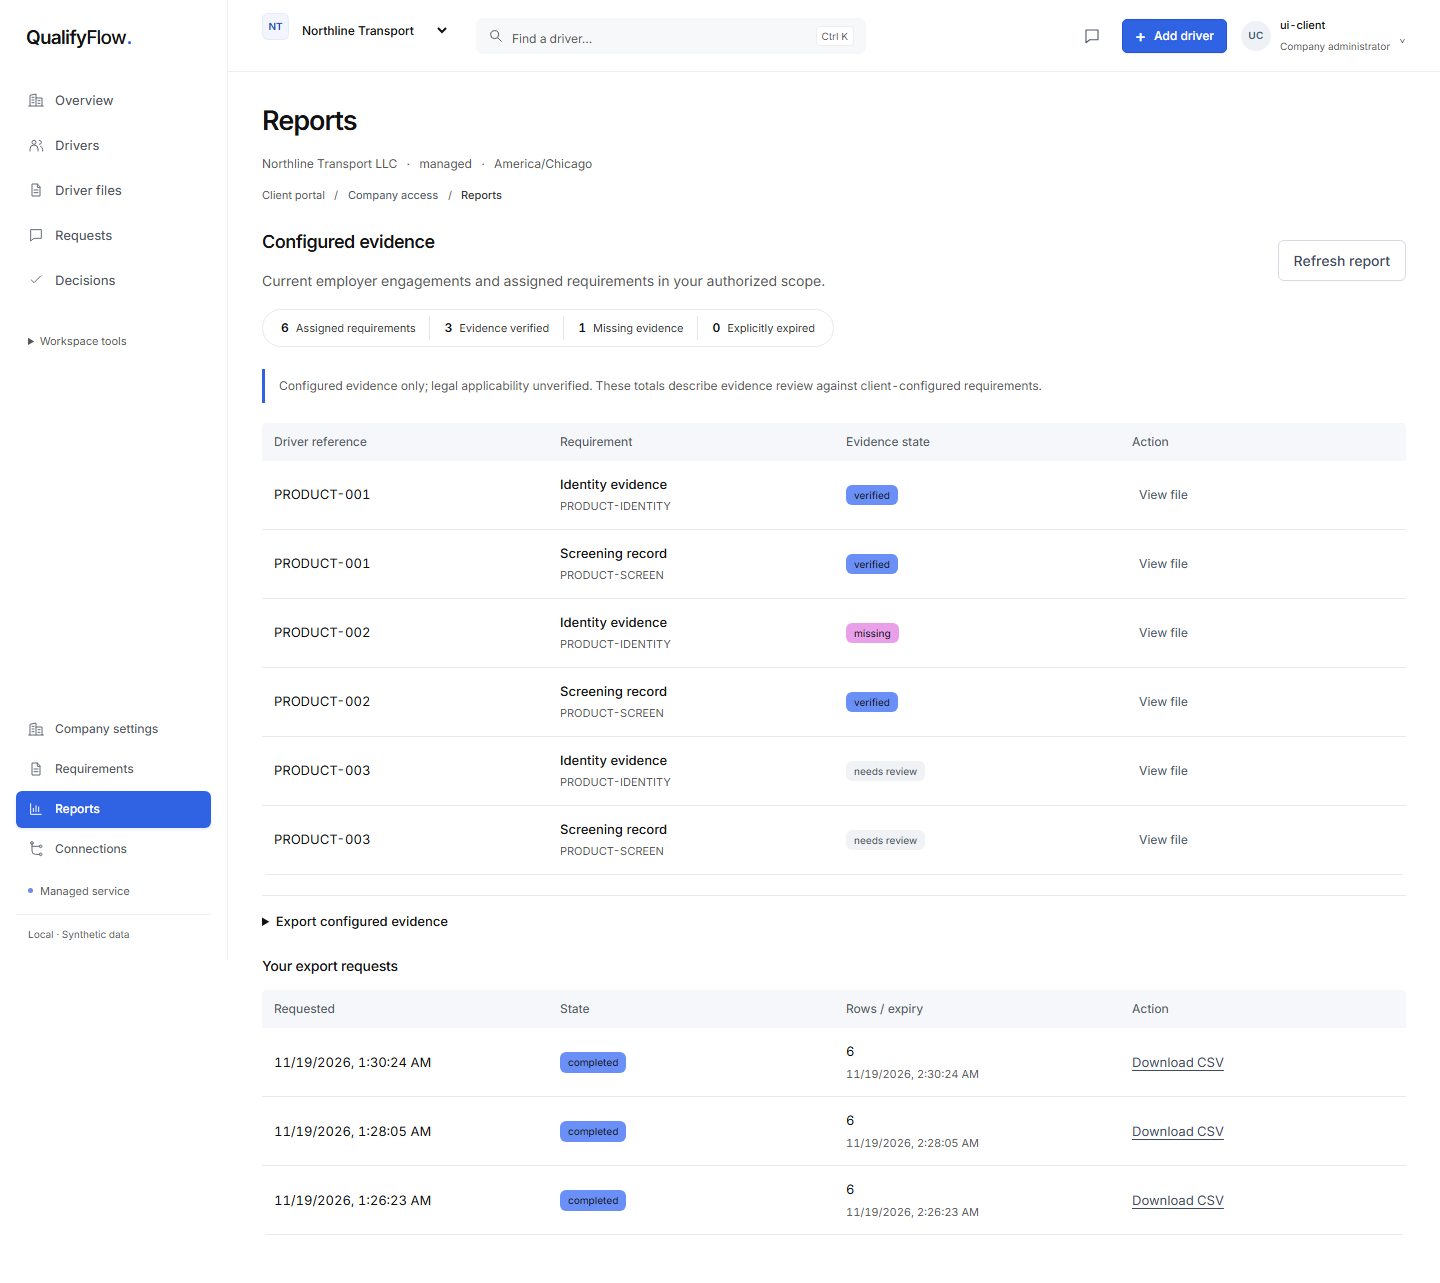 QualifyFlow.
NT Northline Transport
Find a driver... Ctrl K
+ Add driver
UC ui-client
Company administrator
Overview
Drivers
Driver files
Requests
Decisions
Workspace tools
Company settings
Requirements
Reports
Connections
Managed service
Local · Synthetic data
Reports
Northline Transport LLC · managed · America/Chicago
Client portal / Company access / Reports
Configured evidence
Current employer engagements and assigned requirements in your authorized scope.
Refresh report
6 Assigned requirements 3 Evidence verified 1 Missing evidence 0 Explicitly expired
Configured evidence only; legal applicability unverified. These totals describe evidence review against client-configured requirements.
Driver reference Requirement Evidence state Action
PRODUCT-001 Identity evidence verified View file
PRODUCT-IDENTITY
PRODUCT-001 Screening record verified View file
PRODUCT-SCREEN
PRODUCT-002 Identity evidence missing View file
PRODUCT-IDENTITY
PRODUCT-002 Screening record verified View file
PRODUCT-SCREEN
PRODUCT-003 Identity evidence needs review View file
PRODUCT-IDENTITY
PRODUCT-003 Screening record needs review View file
PRODUCT-SCREEN
Export configured evidence
Your export requests
Requested State Rows / expiry Action
11/19/2026, 1:30:24 AM completed 6 Download CSV
11/19/2026, 2:30:24 AM
11/19/2026, 1:28:05 AM completed 6 Download CSV
11/19/2026, 2:28:05 AM
11/19/2026, 1:26:23 AM completed 6 Download CSV
11/19/2026, 2:26:23 AM